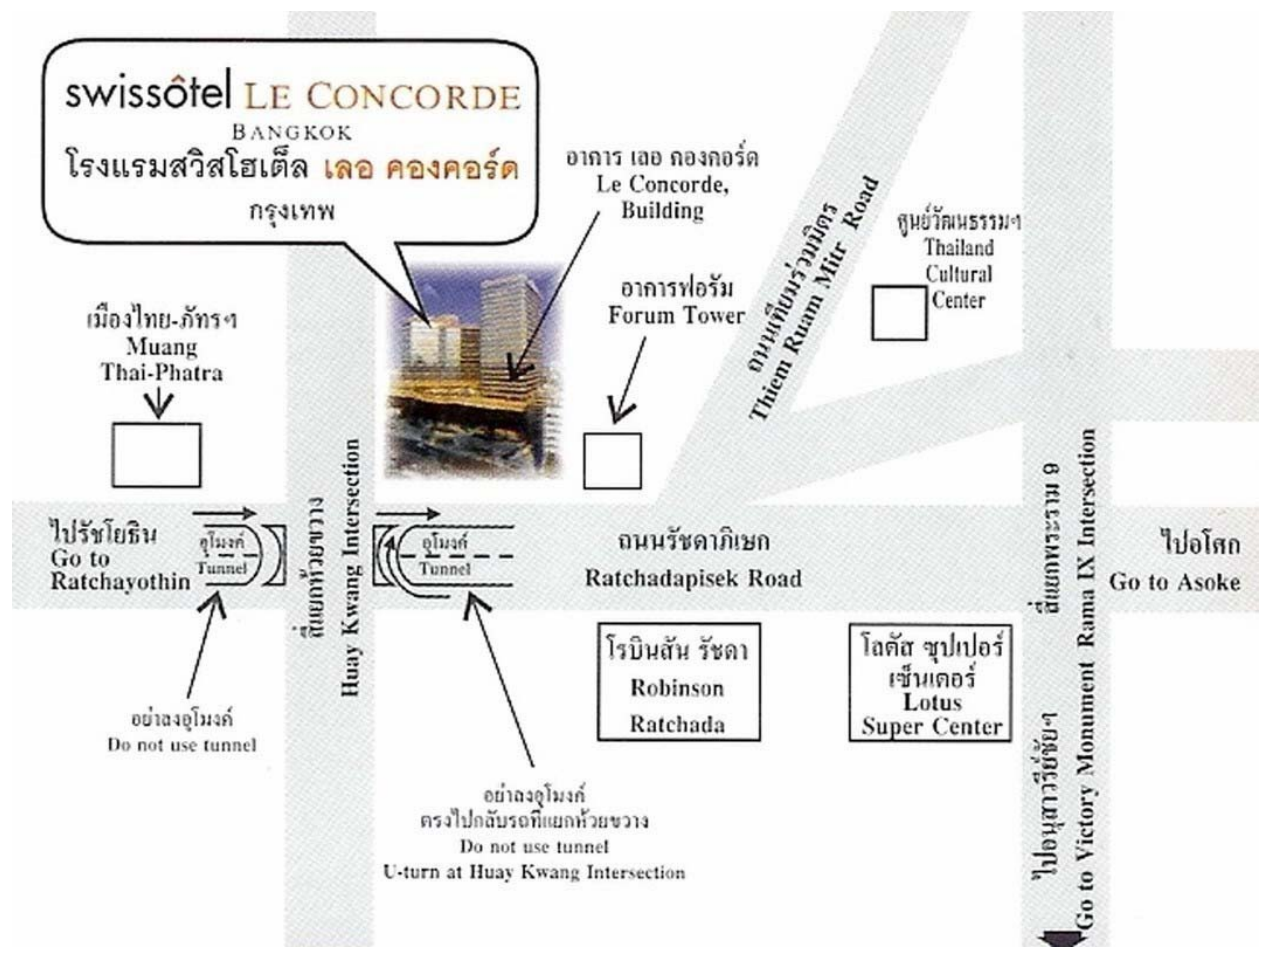 swissôtel LE CONCORDE
BANGKOK
โรงแรมสวิสโฮเต็ล เลอ คองคอร์ด
กรุงเทพ
อาคาร เลอ คองคอร์ด
Le Concorde,
Building
อาคารฟอรัม
Forum Tower
ถนนเทียมร่วมมิตร
Thiem Ruam Mitr Road
ศูนย์วัฒนธรรมฯ
Thailand
Cultural
Center
เมืองไทย-ภัทรฯ
Muang
Thai-Phatra
ไปรัชโยธิน
Go to
Ratchayothin
อุโมงค์
Tunnel
สี่แยกห้วยขวาง
Huay Kwang Intersection
อุโมงค์
Tunnel
ถนนรัชดาภิเษก
Ratchadapisek Road
สี่แยกพระราม 9
Rama IX Intersection
ไปอโศก
Go to Asoke
โรบินสัน รัชดา
Robinson
Ratchada
โลตัส ซุปเปอร์
เซ็นเตอร์
Lotus
Super Center
อย่าลงอุโมงค์
Do not use tunnel
อย่าลงอุโมงค์
ตรงไปกลับรถที่แยกห้วยขวาง
Do not use tunnel
U-turn at Huay Kwang Intersection
ไปอนุสาวรีย์ชัยฯ
Go to Victory Monument